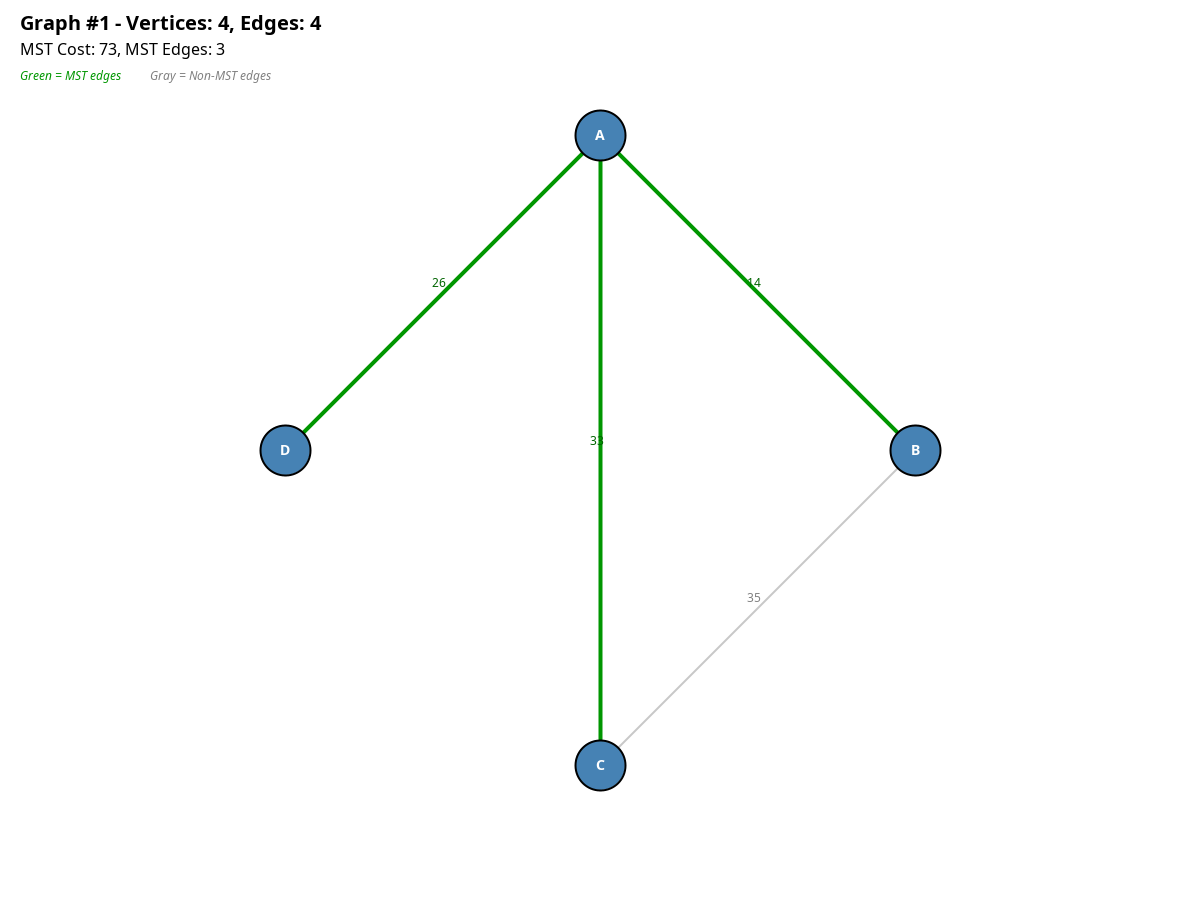 Graph #1 - Vertices: 4, Edges: 4
MST Cost: 73, MST Edges: 3
Green = MST edges Gray = Non-MST edges
A
26 14
33
D B
35
C